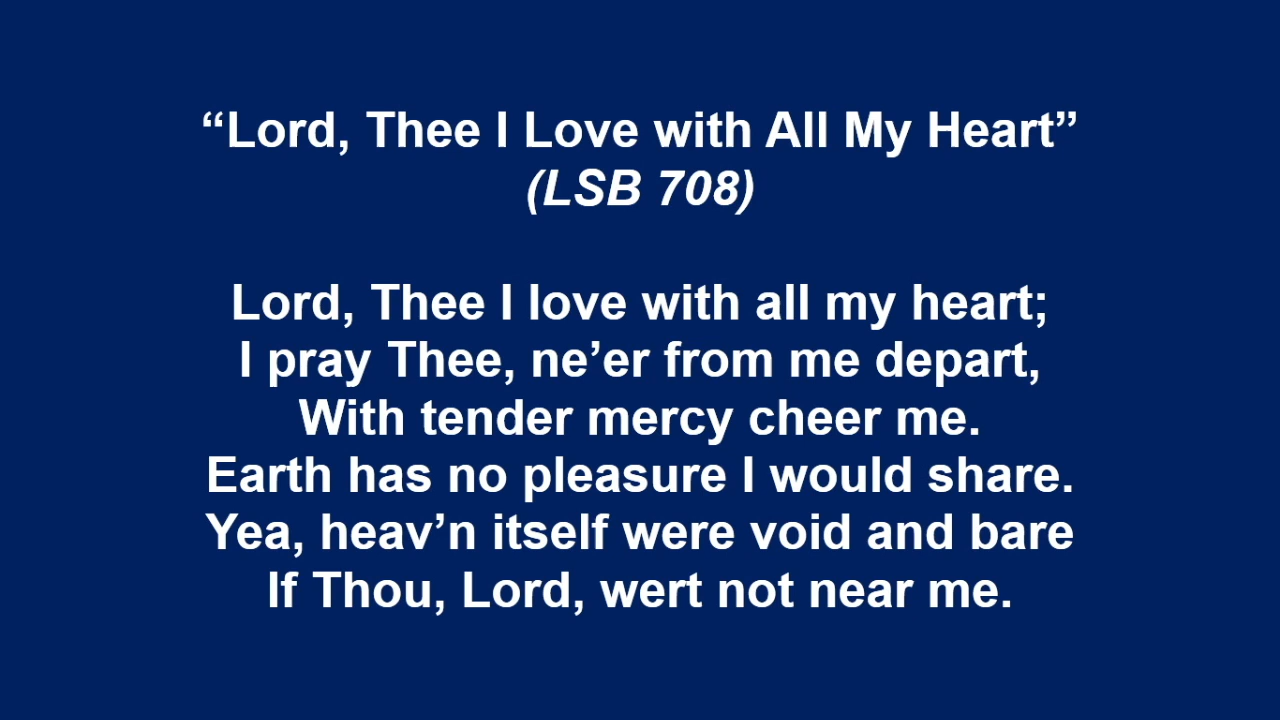 “Lord, Thee I Love with All My Heart”
(LSB 708)
Lord, Thee I love with all my heart;
I pray Thee, ne’er from me depart,
With tender mercy cheer me.
Earth has no pleasure I would share.
Yea, heav’n itself were void and bare
If Thou, Lord, wert not near me.